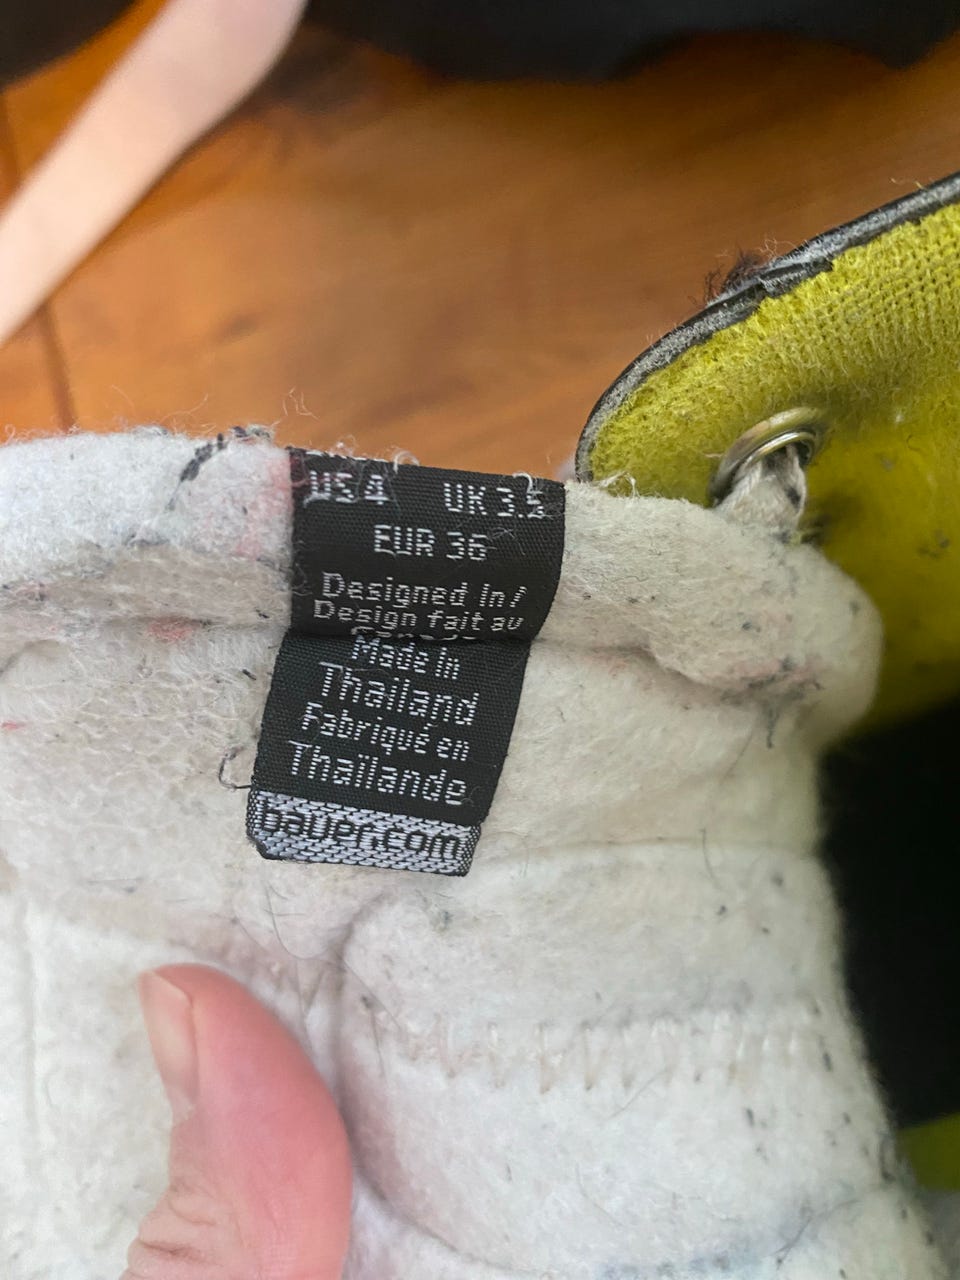 US 4 UK 3.5
EUR 36
Designed in/
Design fait au
Canada
Made in
Thailand
Fabriqué en
Thaïlande
bauer.com